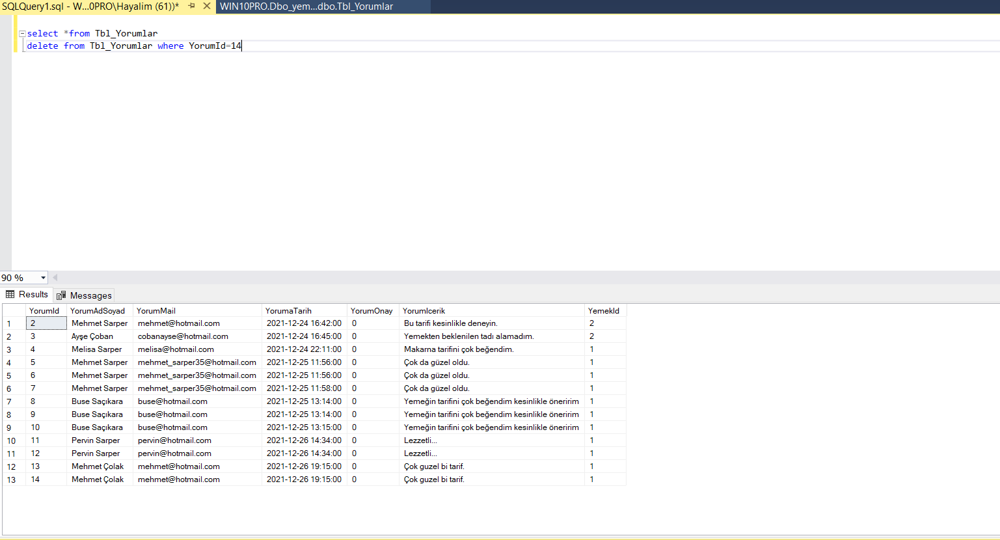 SQLQuery1.sql - W...0PRO\Hayalim (61))* WIN10PRO.Dbo_yem...dbo.Tbl_Yorumlar
select *from Tbl_Yorumlar
delete from Tbl_Yorumlar where YorumId=14
90 %
Results Messages
YorumId YorumAdSoyad YorumMail YorumaTarih YorumOnay YorumIcerik YemekId
1 2 Mehmet Sarper mehmet@hotmail.com 2021-12-24 16:42:00 0 Bu tarifi kesinlikle deneyin. 2
2 3 Ayşe Çoban cobanayse@hotmail.com 2021-12-24 16:45:00 0 Yemekten beklenilen tadı alamadım. 2
3 4 Melisa Sarper melisa@hotmail.com 2021-12-24 22:11:00 0 Makarna tarifini çok beğendim. 1
4 5 Mehmet Sarper mehmet_sarper35@hotmail.com 2021-12-25 11:56:00 0 Çok da güzel oldu. 1
5 6 Mehmet Sarper mehmet_sarper35@hotmail.com 2021-12-25 11:56:00 0 Çok da güzel oldu. 1
6 7 Mehmet Sarper mehmet_sarper35@hotmail.com 2021-12-25 11:58:00 0 Çok da güzel oldu. 1
7 8 Buse Saçıkara buse@hotmail.com 2021-12-25 13:14:00 0 Yemeğin tarifini çok beğendim kesinlikle öneririm 1
8 9 Buse Saçıkara buse@hotmail.com 2021-12-25 13:14:00 0 Yemeğin tarifini çok beğendim kesinlikle öneririm 1
9 10 Buse Saçıkara buse@hotmail.com 2021-12-25 13:15:00 0 Yemeğin tarifini çok beğendim kesinlikle öneririm 1
10 11 Pervin Sarper pervin@hotmail.com 2021-12-26 14:34:00 0 Lezzetli... 1
11 12 Pervin Sarper pervin@hotmail.com 2021-12-26 14:34:00 0 Lezzetli... 1
12 13 Mehmet Çolak mehmet@hotmail.com 2021-12-26 19:15:00 0 Çok guzel bi tarif. 1
13 14 Mehmet Çolak mehmet@hotmail.com 2021-12-26 19:15:00 0 Çok guzel bi tarif. 1